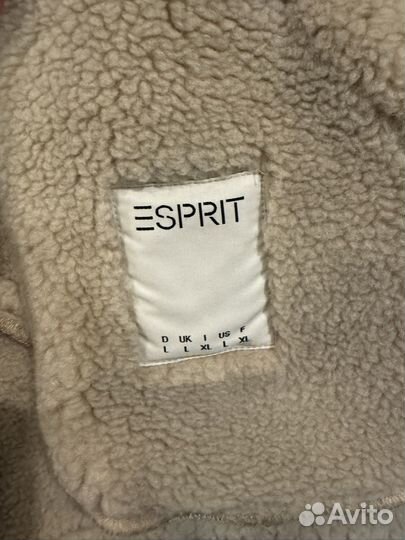 ESPRIT
D UK I US F
L L XL L XL
Avito